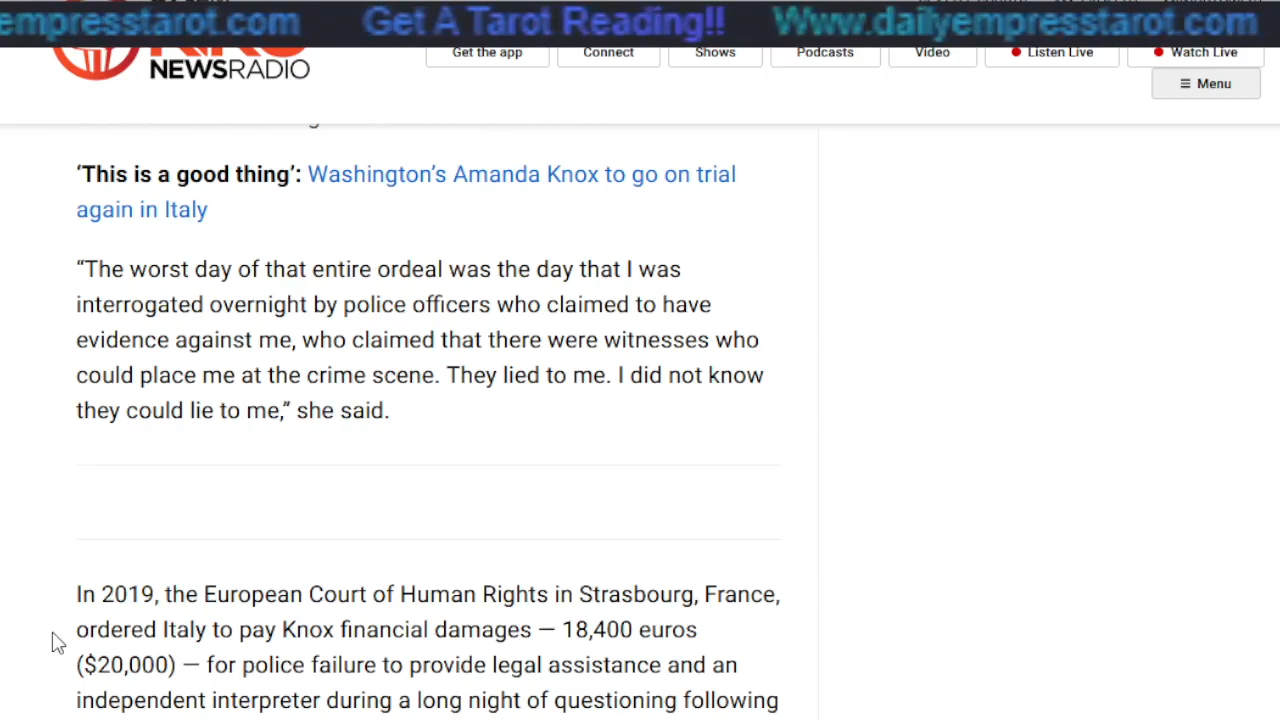 empresstarot.com Get A Tarot Reading!! Www.dailyempresstarot.com
NEWSRADIO
Get the app Connect Shows Podcasts Video Listen Live Watch Live
☰ Menu
‘This is a good thing’: Washington’s Amanda Knox to go on trial
again in Italy
“The worst day of that entire ordeal was the day that I was
interrogated overnight by police officers who claimed to have
evidence against me, who claimed that there were witnesses who
could place me at the crime scene. They lied to me. I did not know
they could lie to me,” she said.
In 2019, the European Court of Human Rights in Strasbourg, France,
ordered Italy to pay Knox financial damages — 18,400 euros
($20,000) — for police failure to provide legal assistance and an
independent interpreter during a long night of questioning following